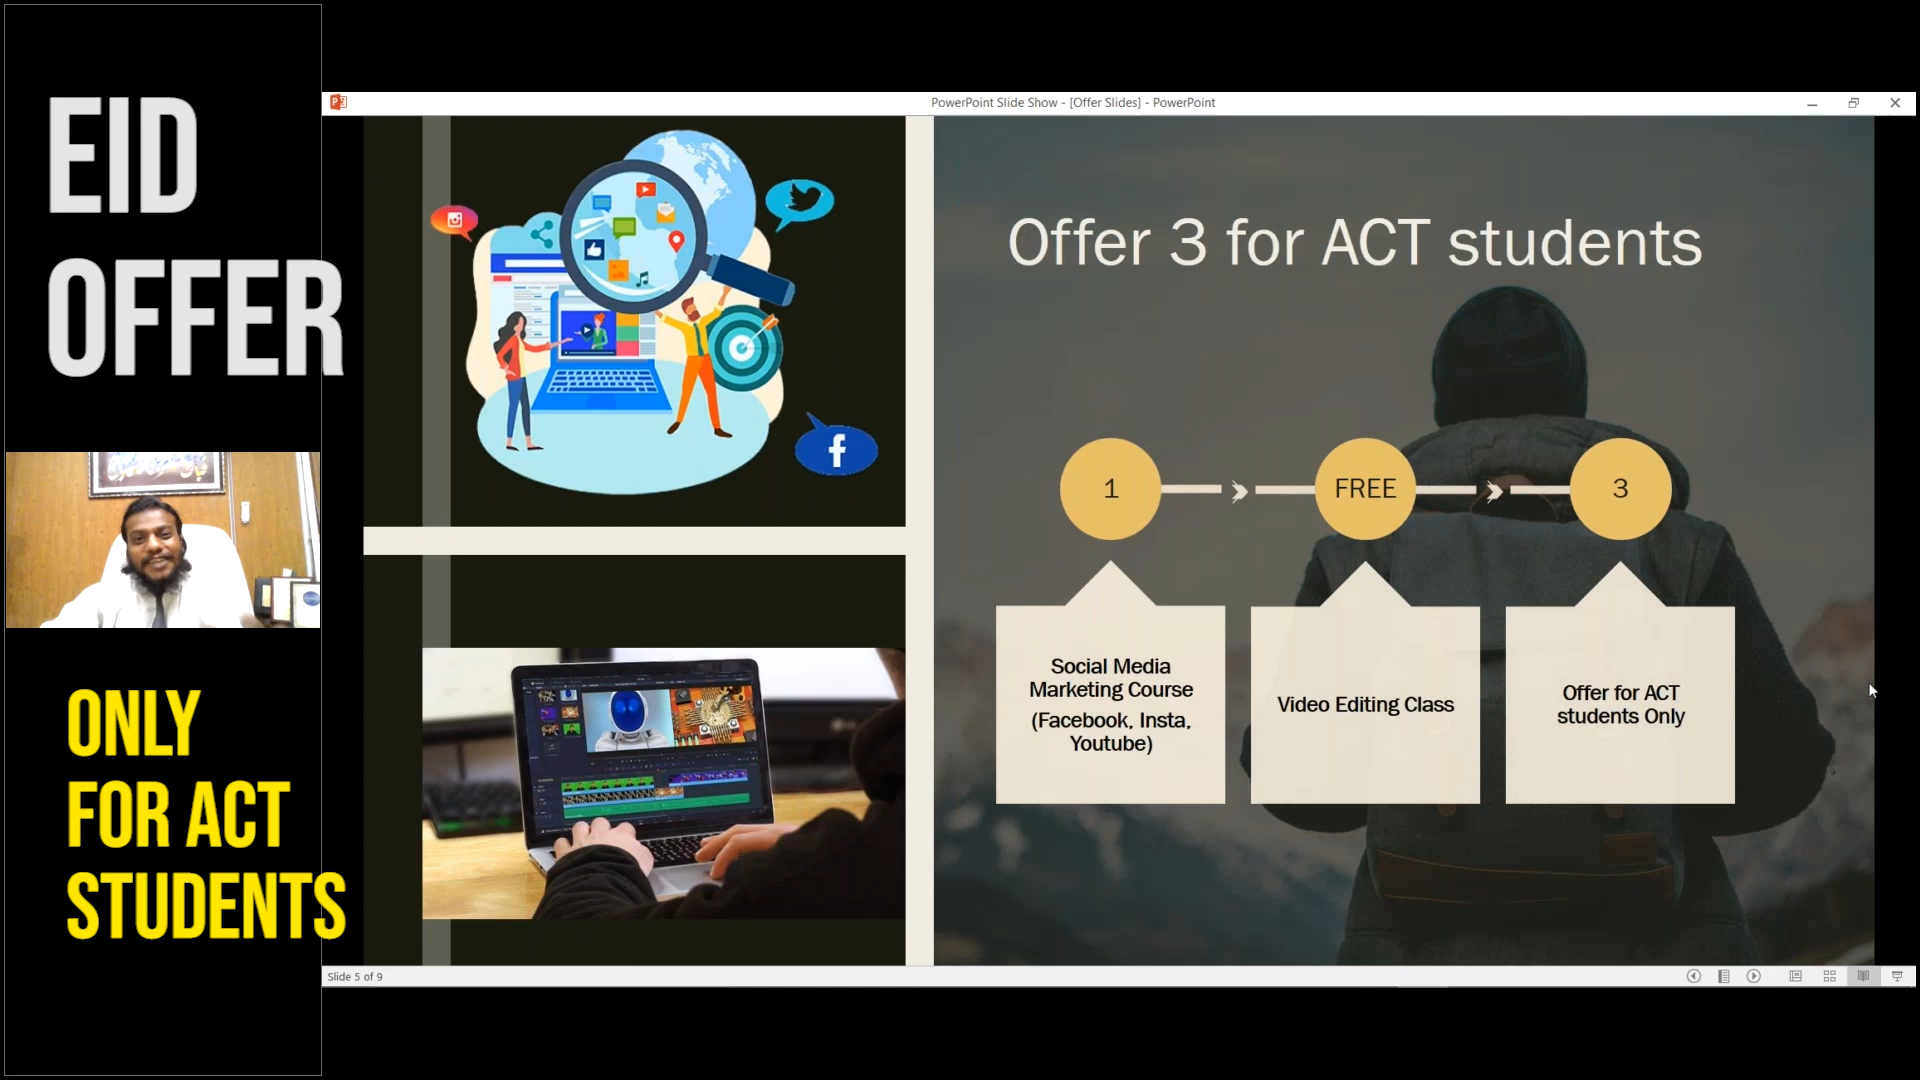 EID
OFFER
ONLY
FOR ACT
STUDENTS
PowerPoint Slide Show - [Offer Slides] - PowerPoint
Offer 3 for ACT students
1
FREE
3
Social Media
Marketing Course
(Facebook, Insta,
Youtube)
Video Editing Class
Offer for ACT
students Only
Slide 5 of 9